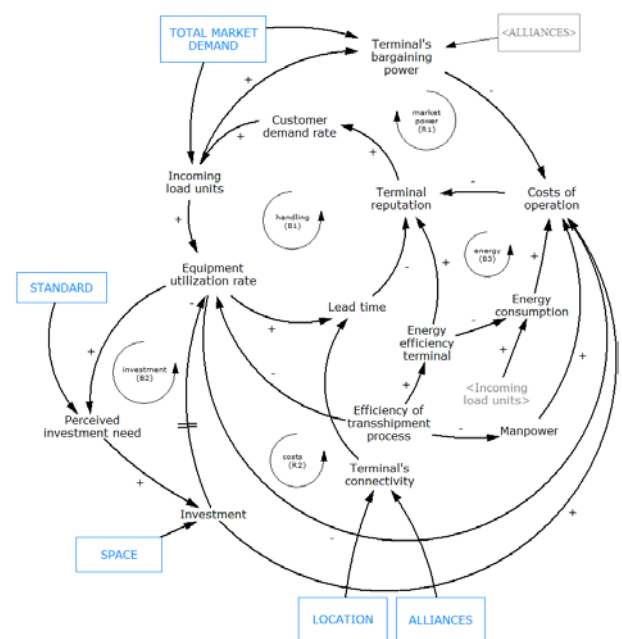 TOTAL MARKET
DEMAND
Terminal's
bargaining
power
<ALLIANCES>
+
+
-
Customer
demand rate
market
power
(R1)
+
+
Incoming
load units
Terminal
reputation
-
Costs of
operation
+
handling
(B1)
energy
(B3)
-
+
+
Equipment
utilization rate
STANDARD
-
+
Lead time
Energy
consumption
-
Energy
efficiency
terminal
+
investment
(B2)
-
+
+
<Incoming
load units>
+
Efficiency of
transshipment
process
-
Manpower
Perceived
investment need
costs
(R2)
Terminal's
connectivity
+
Investment
+
-
SPACE
LOCATION
ALLIANCES